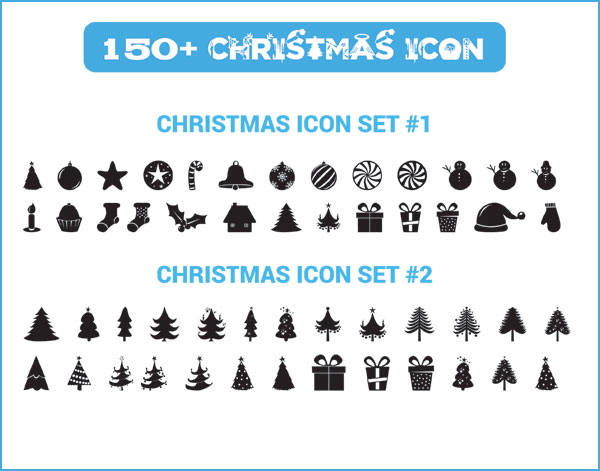 150+ CHRISTMAS ICON
CHRISTMAS ICON SET #1
CHRISTMAS ICON SET #2